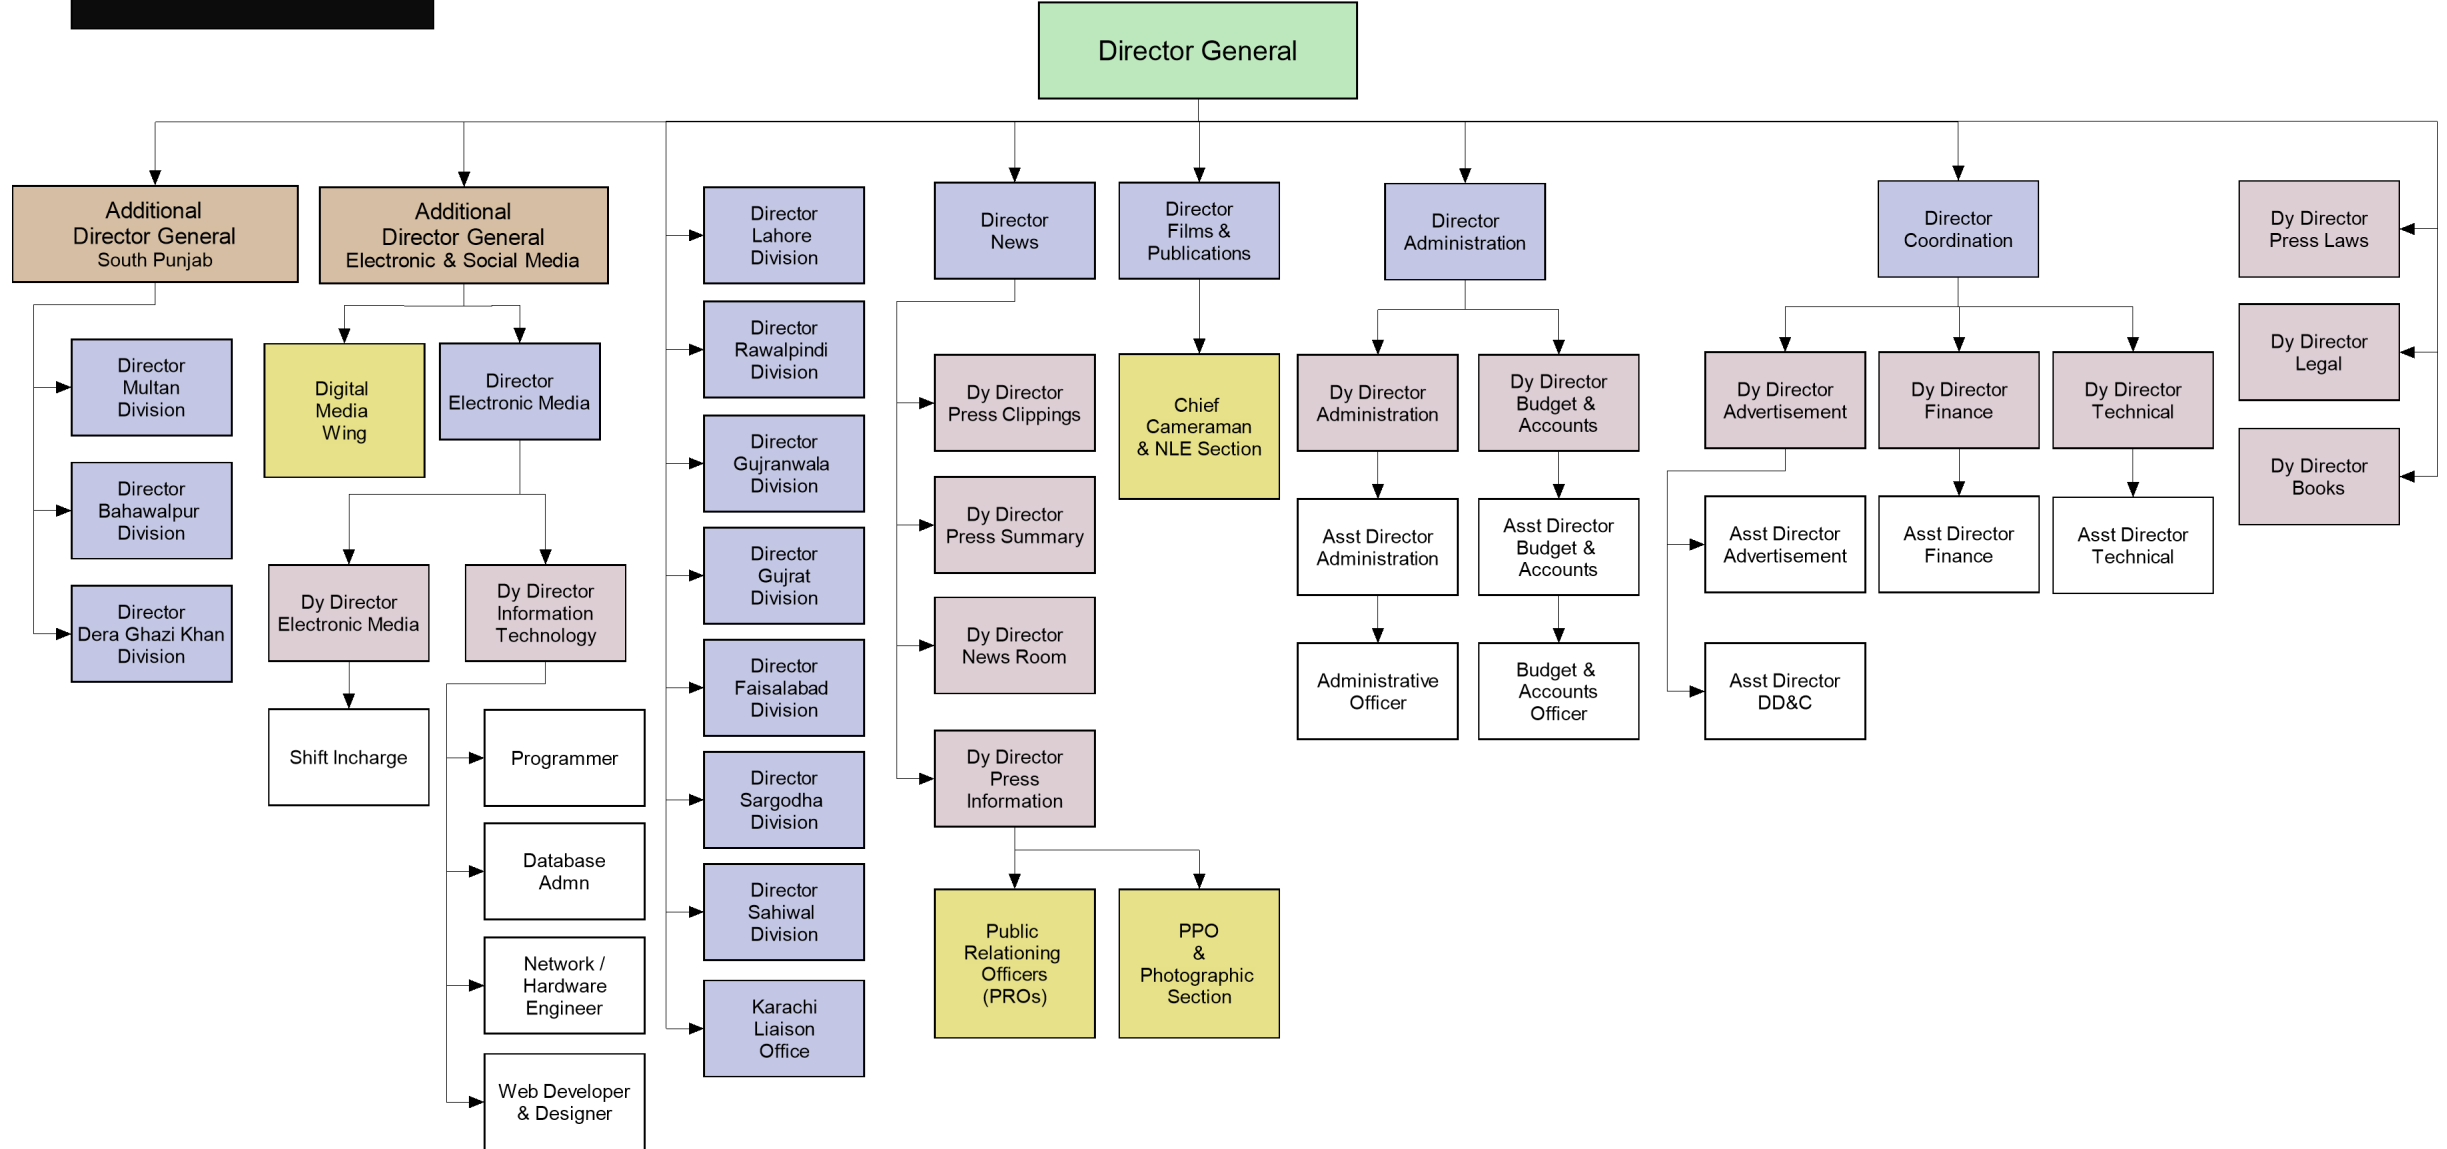 Director General
Additional
Director General
South Punjab
Additional
Director General
Electronic & Social Media
Director
Multan
Division
Director
Bahawalpur
Division
Director
Dera Ghazi Khan
Division
Digital
Media
Wing
Director
Electronic Media
Dy Director
Electronic Media
Dy Director
Information
Technology
Shift Incharge
Programmer
Database
Admn
Network /
Hardware
Engineer
Web Developer
& Designer
Director
Lahore
Division
Director
Rawalpindi
Division
Director
Gujranwala
Division
Director
Gujrat
Division
Director
Faisalabad
Division
Director
Sargodha
Division
Director
Sahiwal
Division
Karachi
Liaison
Office
Director
News
Dy Director
Press Clippings
Dy Director
Press Summary
Dy Director
News Room
Dy Director
Press
Information
Public
Relationing
Officers
(PROs)
PPO
&
Photographic
Section
Director
Films &
Publications
Chief
Cameraman
& NLE Section
Director
Administration
Dy Director
Administration
Asst Director
Administration
Administrative
Officer
Dy Director
Budget &
Accounts
Asst Director
Budget &
Accounts
Budget &
Accounts
Officer
Director
Coordination
Dy Director
Advertisement
Asst Director
Advertisement
Asst Director
DD&C
Dy Director
Finance
Asst Director
Finance
Dy Director
Technical
Asst Director
Technical
Dy Director
Press Laws
Dy Director
Legal
Dy Director
Books